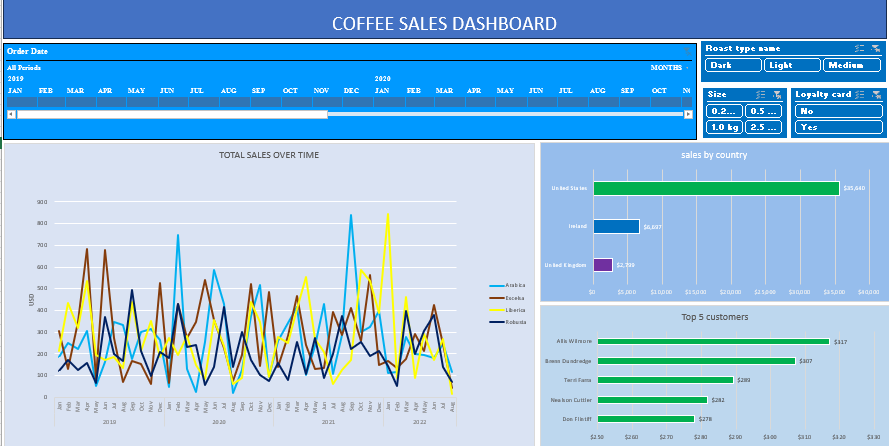 COFFEE SALES DASHBOARD
Order Date
All Periods MONTHS
2019 2020
JAN FEB MAR APR MAY JUN JUL AUG SEP OCT NOV DEC JAN FEB MAR APR MAY JUN JUL AUG SEP OCT
Roast type name
Dark Light Medium
Size
0.2... 0.5 ...
1.0 kg 2.5 ...
Loyalty card
No
Yes
TOTAL SALES OVER TIME
USD
900
800
700
600
500
400
300
200
100
0
Jan Feb Mar Apr May Jun Jul Aug Sep Oct Nov Dec Jan Feb Mar Apr May Jun Jul Aug Sep Oct Nov Dec Jan Feb Mar Apr May Jun Jul Aug Sep Oct Nov Dec Jan Feb Mar Apr May Jun Jul Aug
2019 2020 2021 2022
Arabica
Excelsa
Liberica
Robusta
sales by country
United States $35,640
Ireland $6,697
United Kingdom $2,799
$0 $5,000 $10,000 $15,000 $20,000 $25,000 $30,000 $35,000 $40,000
Top 5 customers
Allis Wilmore $317
Brenn Dundredge $307
Terri Farra $289
Nealson Cuttler $282
Don Flintiff $278
$250 $260 $270 $280 $290 $300 $310 $320 $330